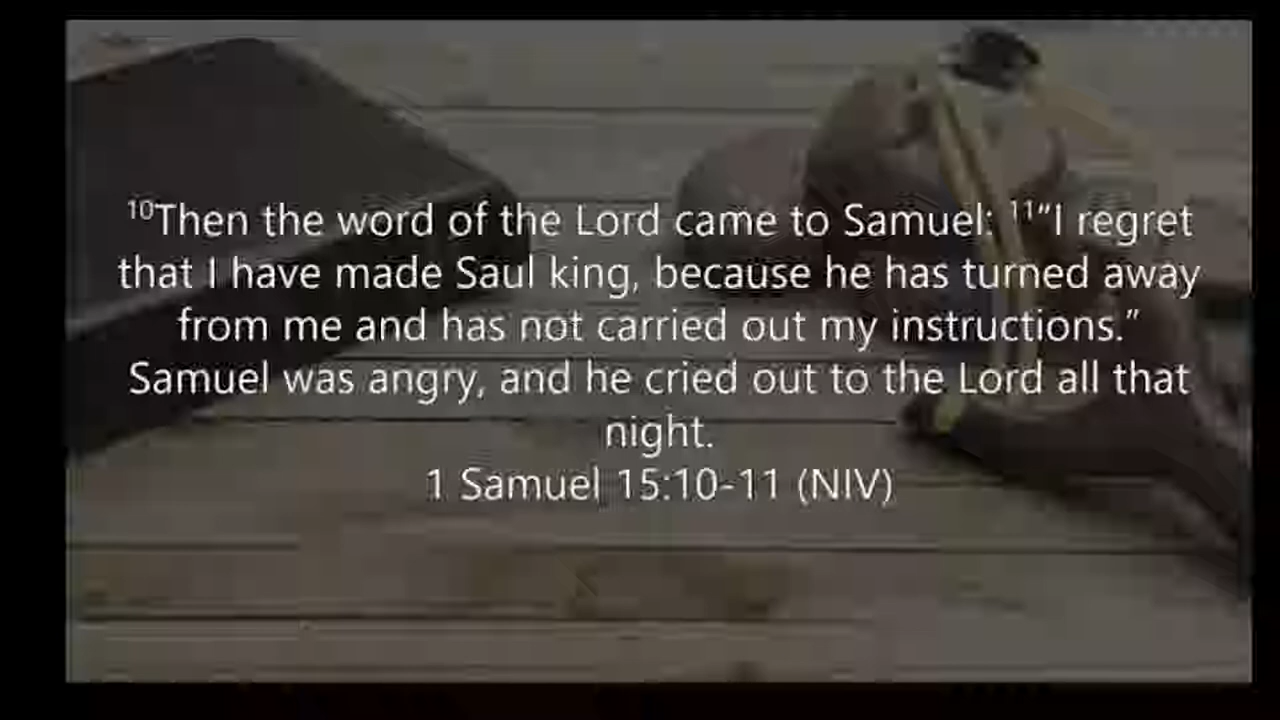 ¹⁰Then the word of the Lord came to Samuel: ¹¹“I regret
that I have made Saul king, because he has turned away
from me and has not carried out my instructions.”
Samuel was angry, and he cried out to the Lord all that
night.
1 Samuel 15:10-11 (NIV)